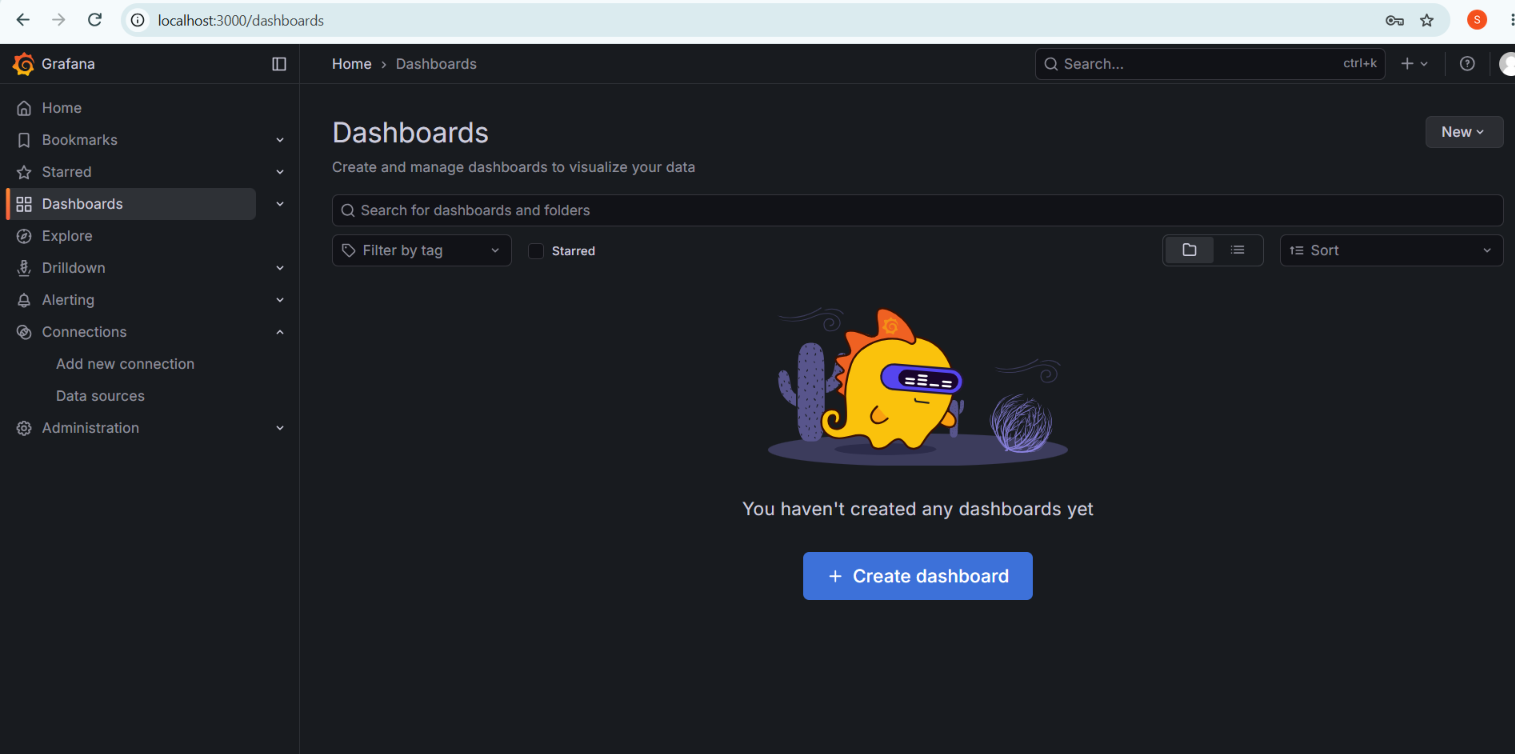 localhost:3000/dashboards
S
Grafana
Home › Dashboards
Search...
ctrl+k
Home
Bookmarks
Starred
Dashboards
Explore
Drilldown
Alerting
Connections
Add new connection
Data sources
Administration
Dashboards
New
Create and manage dashboards to visualize your data
Search for dashboards and folders
Filter by tag
Starred
Sort
You haven't created any dashboards yet
+ Create dashboard